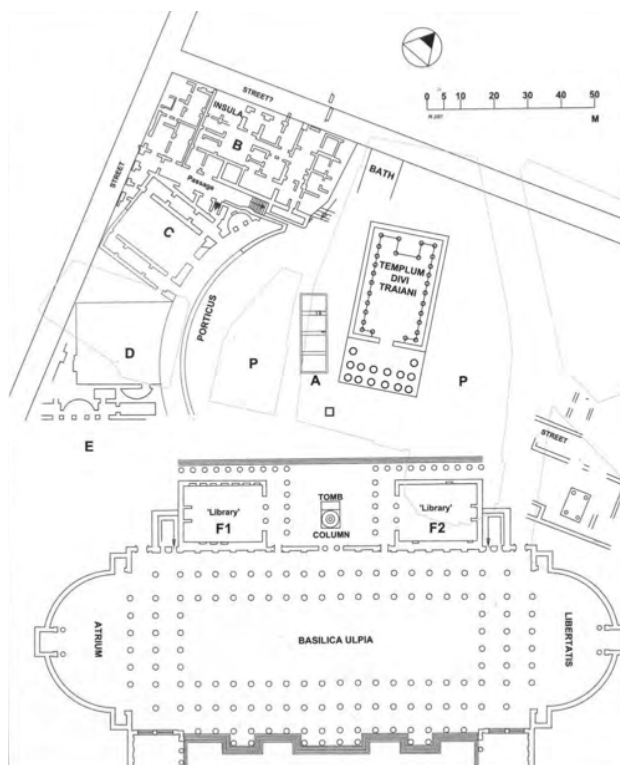 STREET?
0 5 10 20 30 40 50
M
INSULA
B
BATH
STREET
Passage
C
TEMPLUM
DIVI
TRAIANI
PORTICUS
D
P
A
P
STREET
E
TOMB
'Library'
F1
'Library'
F2
COLUMN
ATRIUM
BASILICA ULPIA
LIBERTATIS